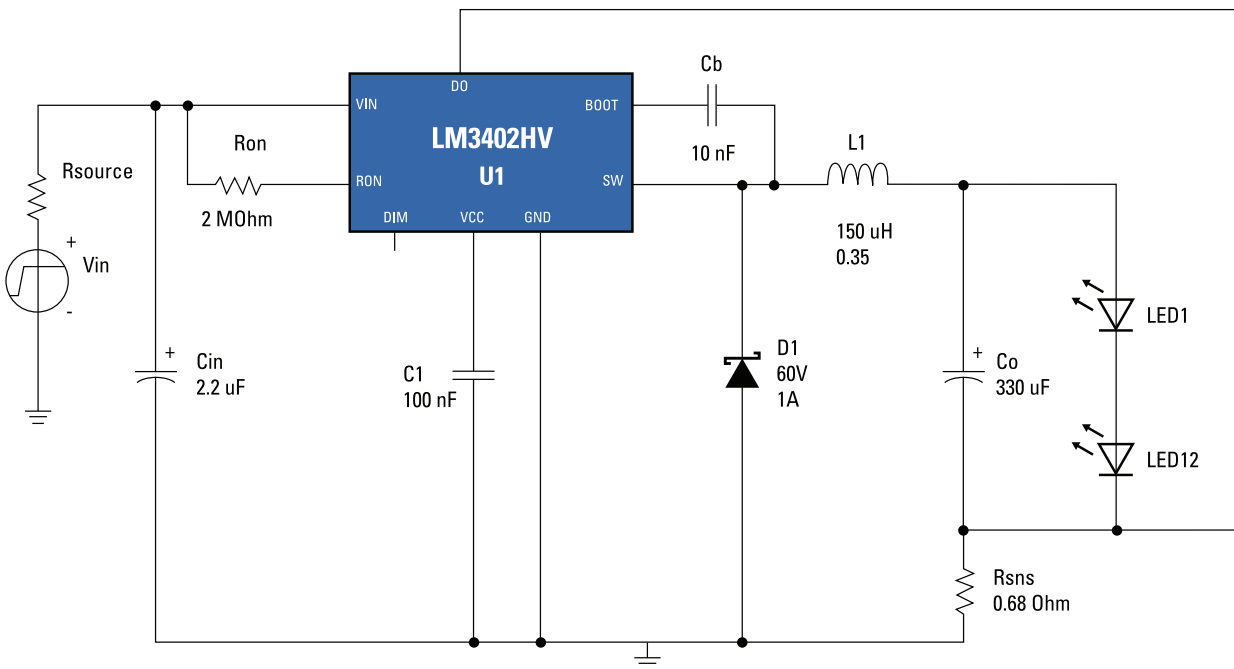 DO
VIN
BOOT
LM3402HV
U1
RON
SW
DIM
VCC
GND
Cb
10 nF
L1
150 uH
0.35
Ron
2 MOhm
Rsource
+
Vin
-
+
Cin
2.2 uF
C1
100 nF
D1
60V
1A
+
Co
330 uF
LED1
LED12
Rsns
0.68 Ohm